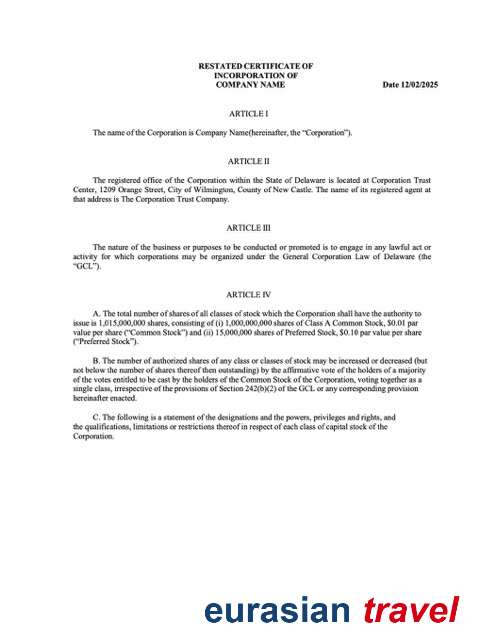 RESTATED CERTIFICATE OF
INCORPORATION OF
COMPANY NAME Date 12/02/2025
ARTICLE I
The name of the Corporation is Company Name(hereinafter, the “Corporation”).
ARTICLE II
The registered office of the Corporation within the State of Delaware is located at Corporation Trust
Center, 1209 Orange Street, City of Wilmington, County of New Castle. The name of its registered agent at
that address is The Corporation Trust Company.
ARTICLE III
The nature of the business or purposes to be conducted or promoted is to engage in any lawful act or
activity for which corporations may be organized under the General Corporation Law of Delaware (the
“GCL”).
ARTICLE IV
A. The total number of shares of all classes of stock which the Corporation shall have the authority to
issue is 1,015,000,000 shares, consisting of (i) 1,000,000,000 shares of Class A Common Stock, $0.01 par
value per share (“Common Stock”) and (ii) 15,000,000 shares of Preferred Stock, $0.10 par value per share
(“Preferred Stock”).
B. The number of authorized shares of any class or classes of stock may be increased or decreased (but
not below the number of shares thereof then outstanding) by the affirmative vote of the holders of a majority
of the votes entitled to be cast by the holders of the Common Stock of the Corporation, voting together as a
single class, irrespective of the provisions of Section 242(b)(2) of the GCL or any corresponding provision
hereinafter enacted.
C. The following is a statement of the designations and the powers, privileges and rights, and
the qualifications, limitations or restrictions thereof in respect of each class of capital stock of the
Corporation.
eurasian travel